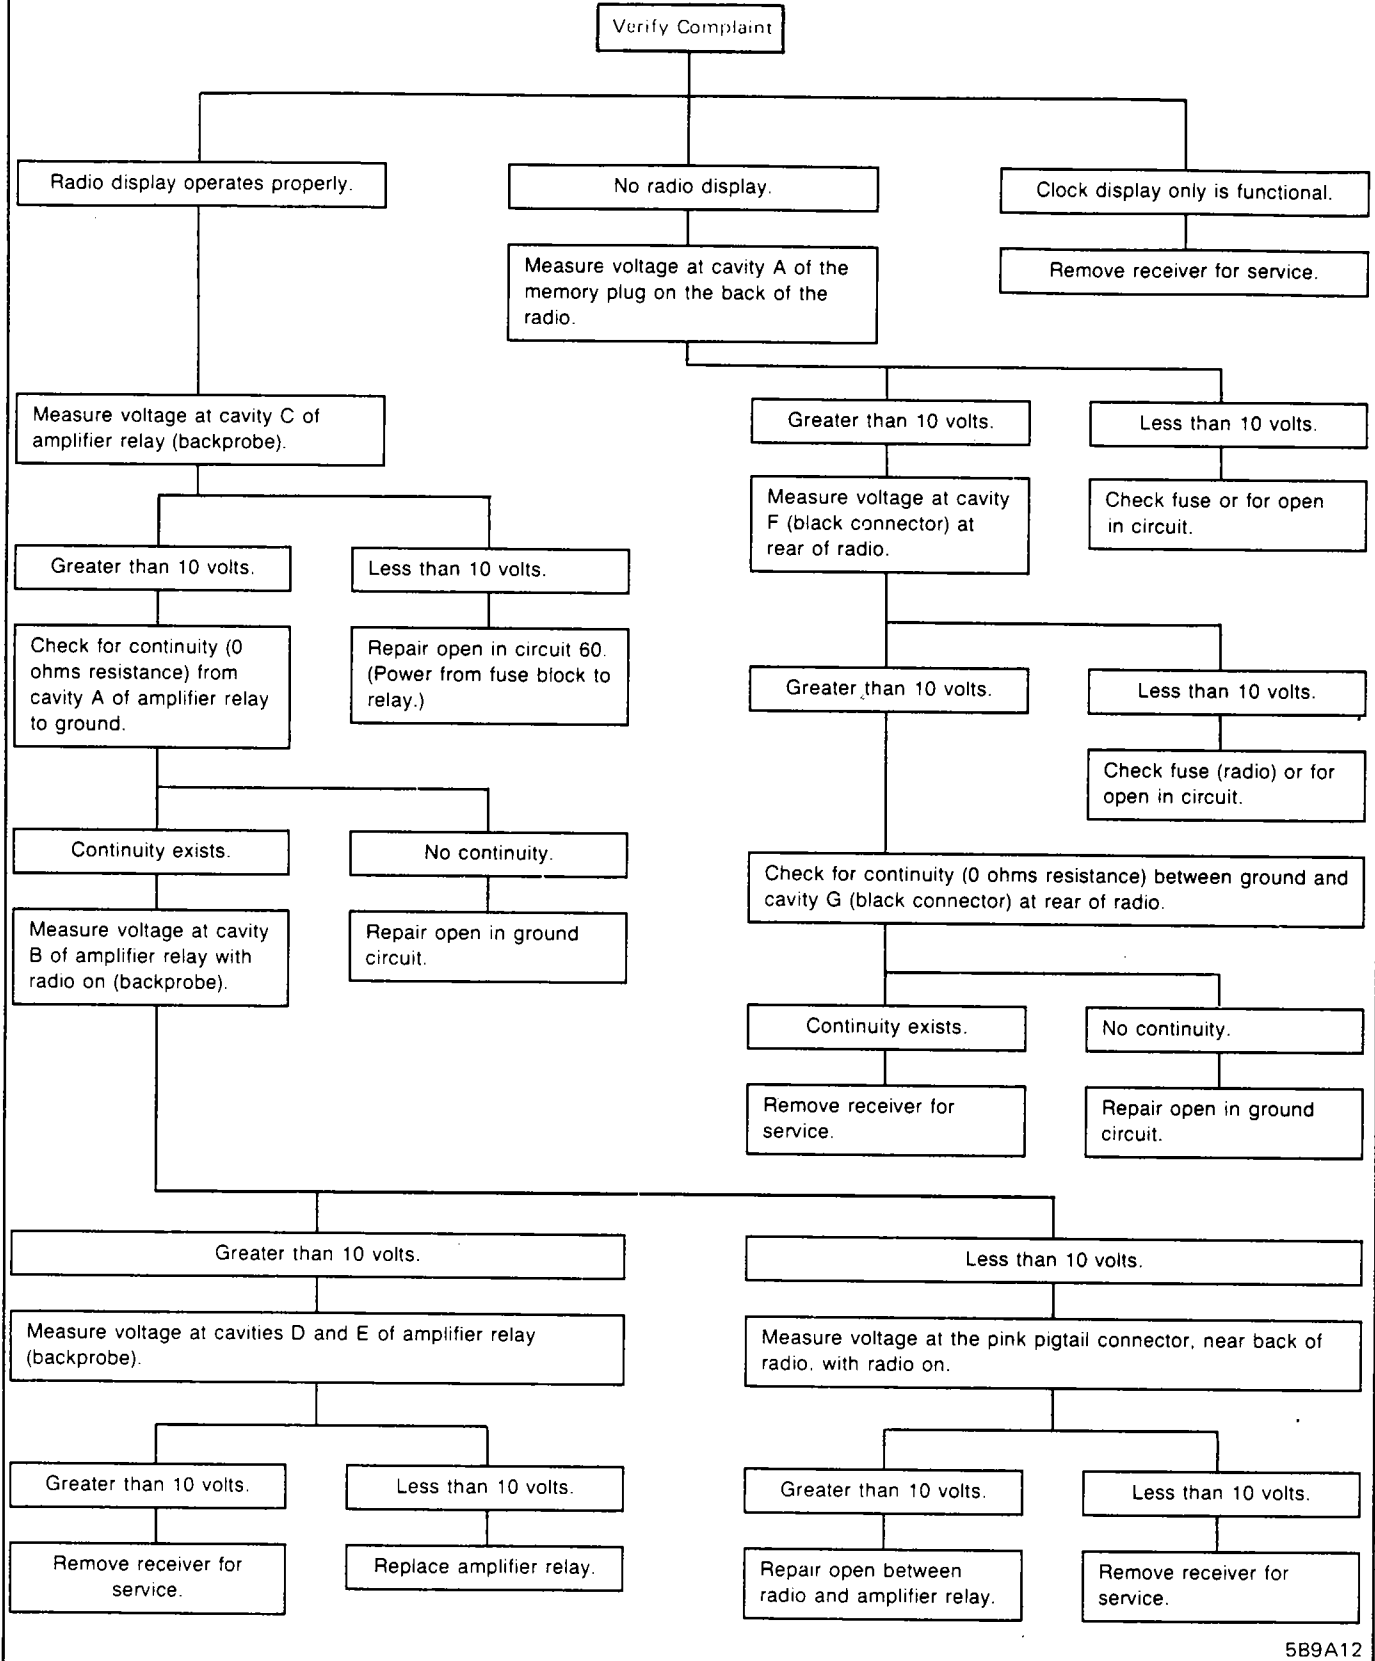 Verify Complaint
Radio display operates properly.
No radio display.
Clock display only is functional.
Measure voltage at cavity A of the
memory plug on the back of the
radio.
Remove receiver for service.
Measure voltage at cavity C of
amplifier relay (backprobe).
Greater than 10 volts.
Less than 10 volts.
Measure voltage at cavity
F (black connector) at
rear of radio.
Check fuse or for open
in circuit.
Greater than 10 volts.
Less than 10 volts.
Check for continuity (0
ohms resistance) from
cavity A of amplifier relay
to ground.
Repair open in circuit 60.
(Power from fuse block to
relay.)
Greater than 10 volts.
Less than 10 volts.
Check fuse (radio) or for
open in circuit.
Continuity exists.
No continuity.
Check for continuity (0 ohms resistance) between ground and
cavity G (black connector) at rear of radio.
Measure voltage at cavity
B of amplifier relay with
radio on (backprobe).
Repair open in ground
circuit.
Continuity exists.
No continuity.
Remove receiver for
service.
Repair open in ground
circuit.
Greater than 10 volts.
Less than 10 volts.
Measure voltage at cavities D and E of amplifier relay
(backprobe).
Measure voltage at the pink pigtail connector, near back of
radio, with radio on.
Greater than 10 volts.
Less than 10 volts.
Greater than 10 volts.
Less than 10 volts.
Remove receiver for
service.
Replace amplifier relay.
Repair open between
radio and amplifier relay.
Remove receiver for
service.
5B9A12